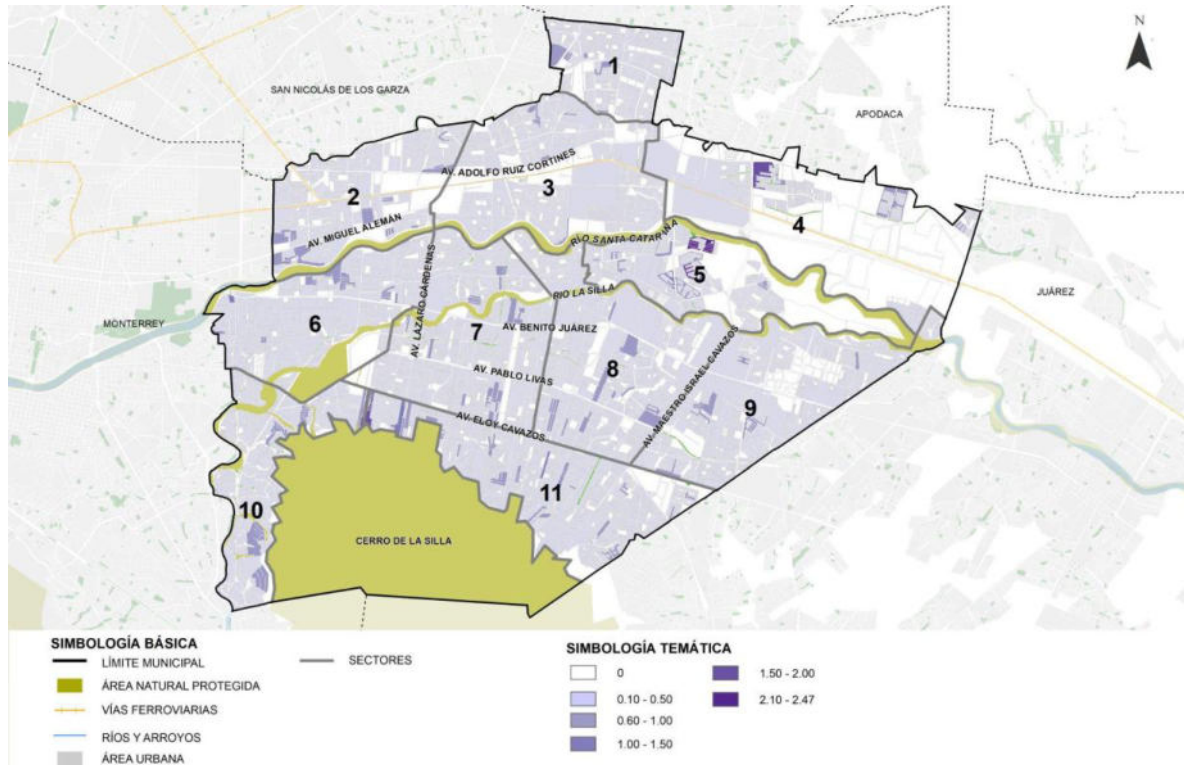 N
1
SAN NICOLÁS DE LOS GARZA
APODACA
AV. ADOLFO RUIZ CORTINES
2
3
4
AV. MIGUEL ALEMÁN
RÍO SANTA CATARINA
5
AV. LÁZARO CÁRDENAS
RIO LA SILLA
JUÁREZ
MONTERREY
6
7
AV. BENITO JUÁREZ
8
AV. MAESTRO ISRAEL CAVAZOS
AV. PABLO LIVAS
9
AV. ELOY CAVAZOS
11
10
CERRO DE LA SILLA
SIMBOLOGÍA BÁSICA
LÍMITE MUNICIPAL
SECTORES
ÁREA NATURAL PROTEGIDA
VÍAS FERROVIARIAS
RÍOS Y ARROYOS
ÁREA URBANA
SIMBOLOGÍA TEMÁTICA
0
1.50 - 2.00
0.10 - 0.50
2.10 - 2.47
0.60 - 1.00
1.00 - 1.50